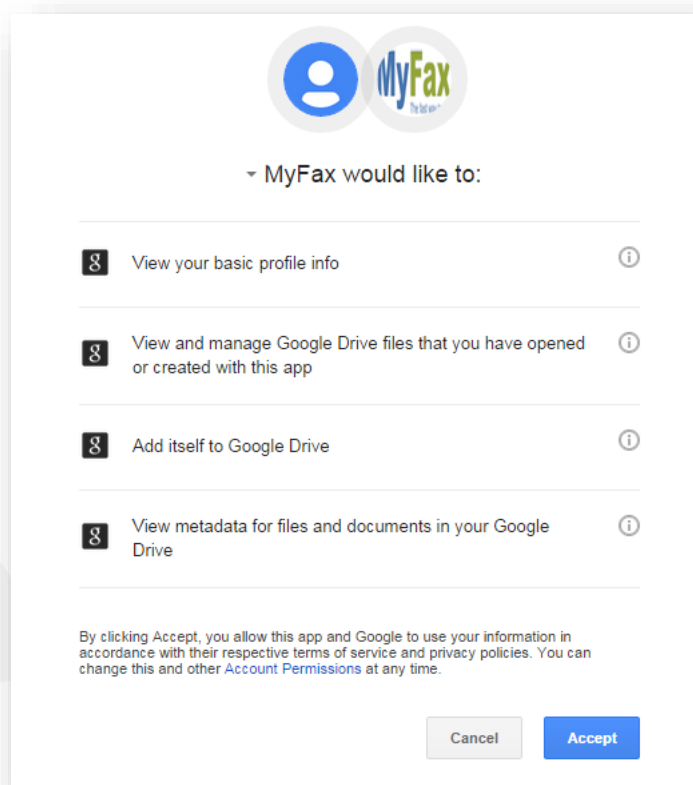 MyFax
The fast way
MyFax would like to:
g View your basic profile info
g View and manage Google Drive files that you have opened
or created with this app
g Add itself to Google Drive
g View metadata for files and documents in your Google
Drive
By clicking Accept, you allow this app and Google to use your information in
accordance with their respective terms of service and privacy policies. You can
change this and other Account Permissions at any time.
Cancel Accept